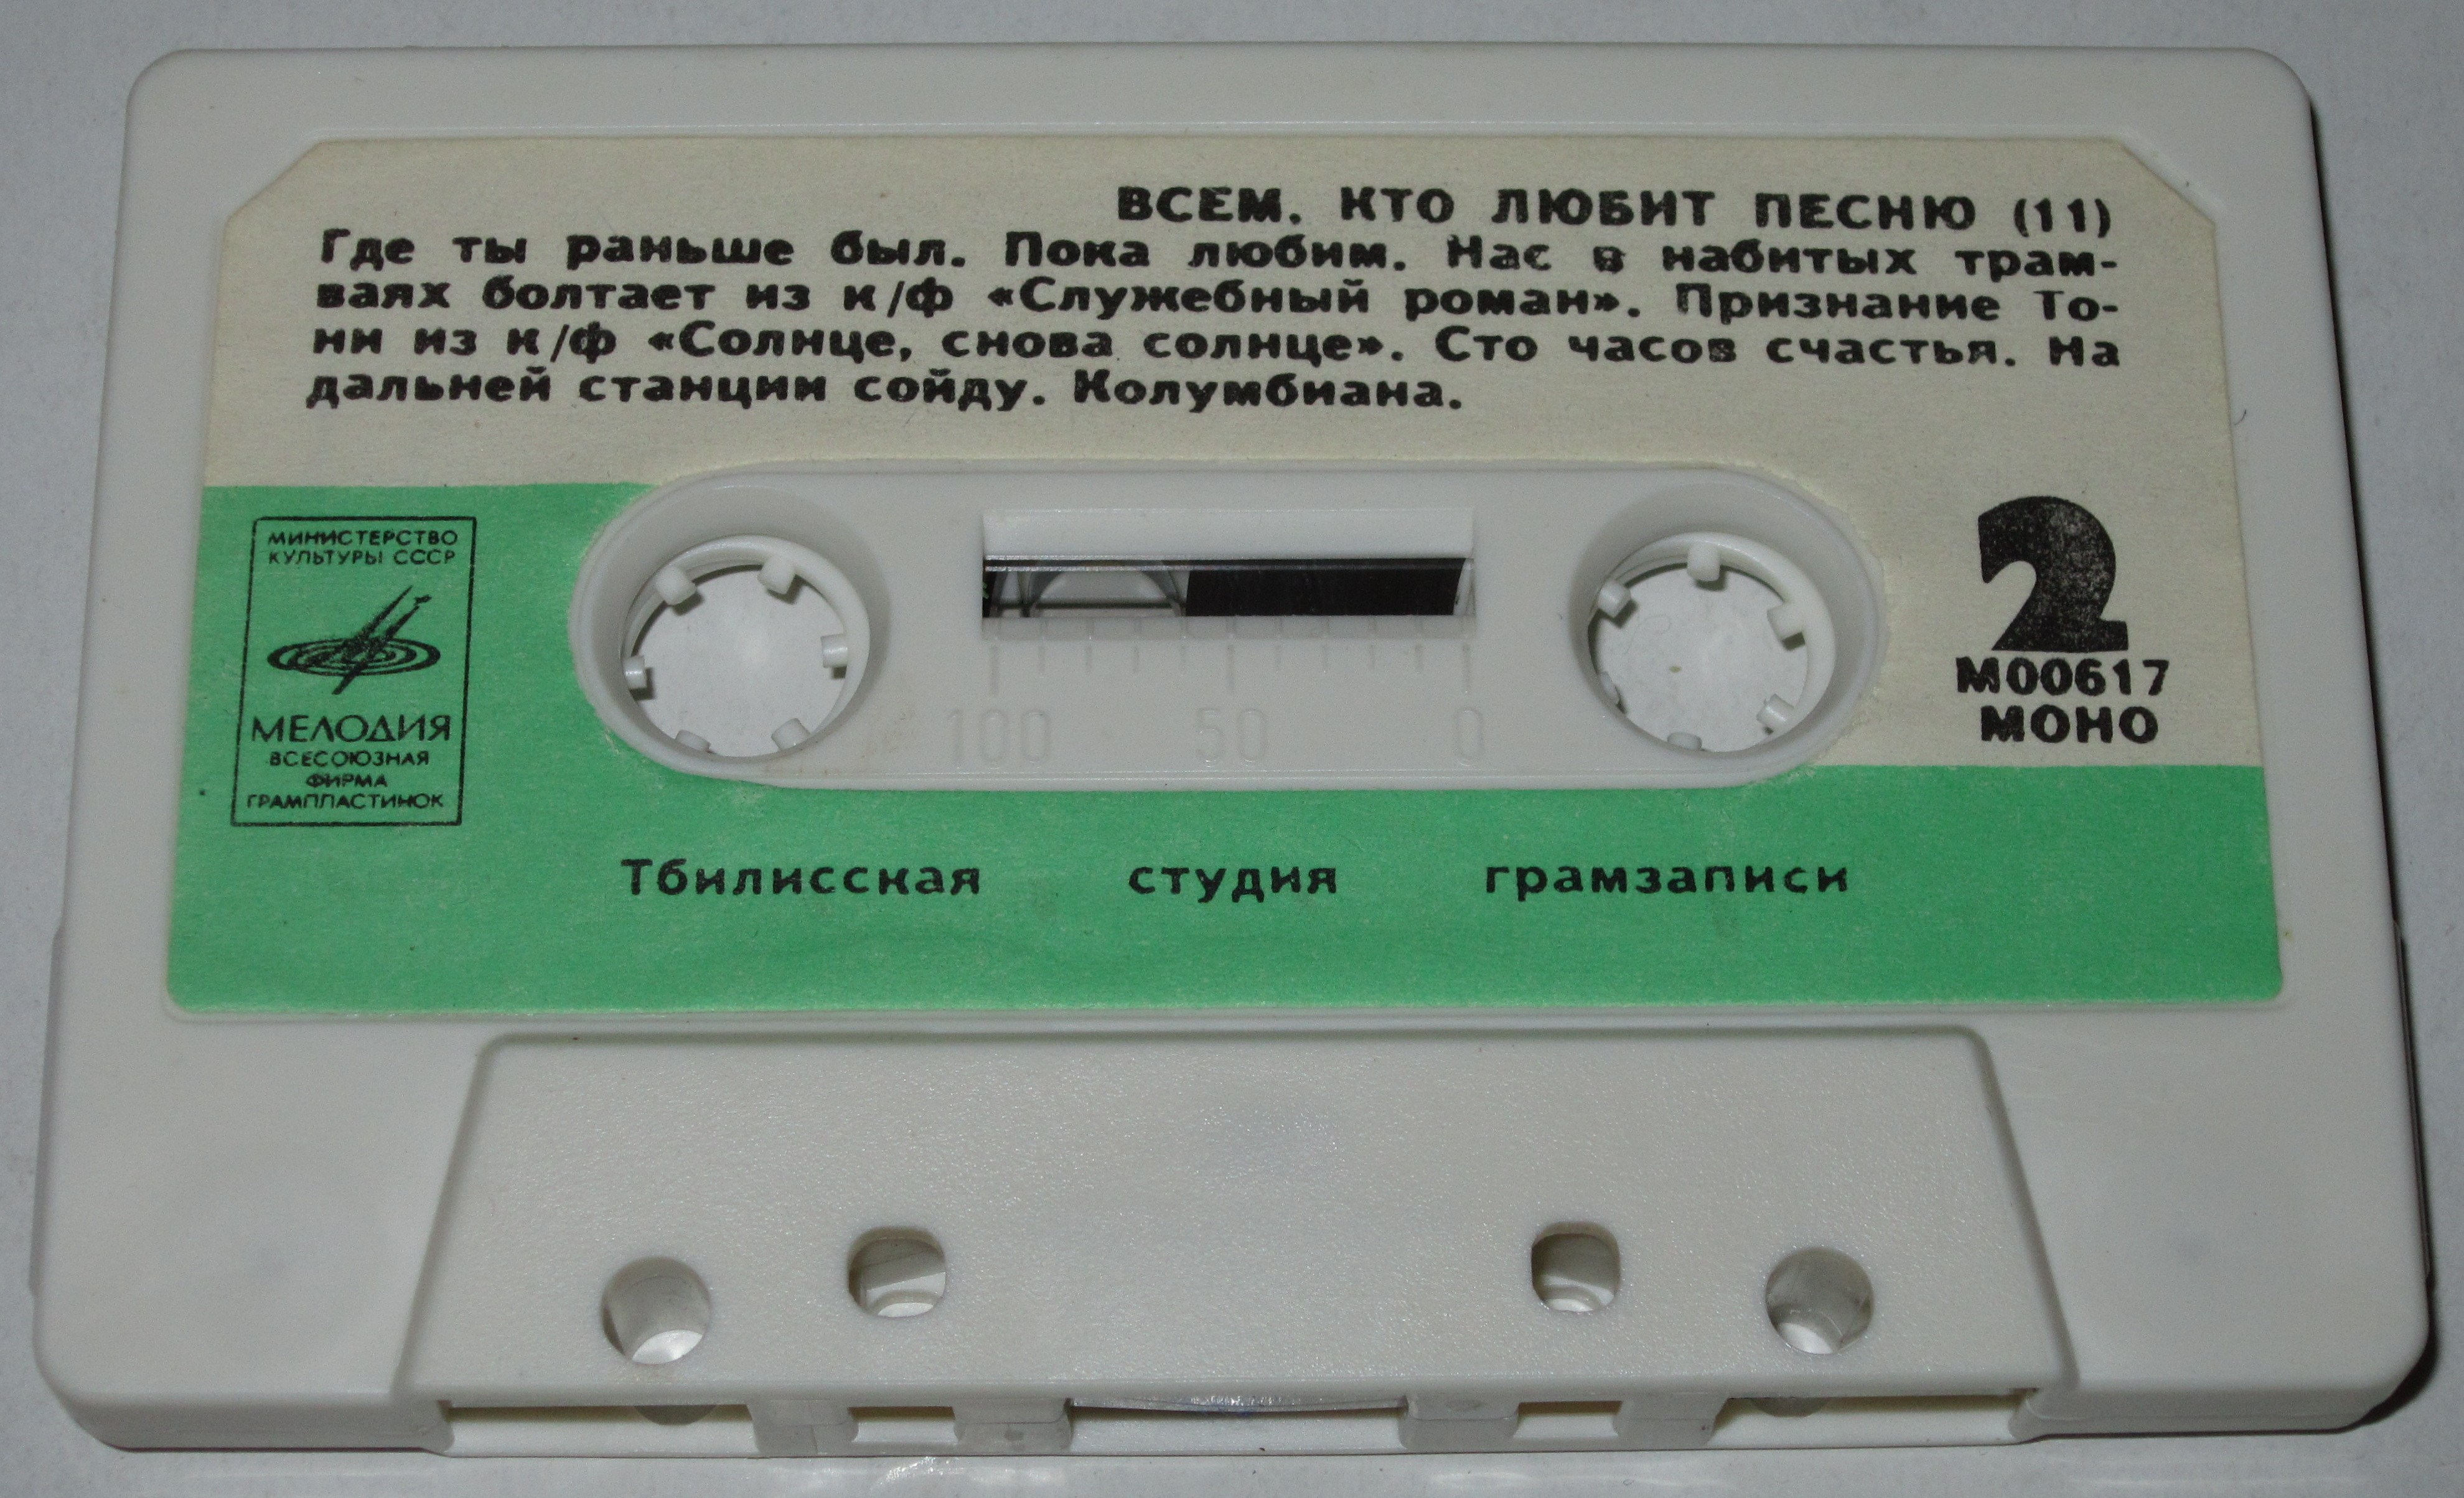 ВСЕМ, КТО ЛЮБИТ ПЕСНЮ (11)
Где ты раньше был. Пока любим. Нас в набитых трам-
ваях болтает из к/ф «Служебный роман». Признание То-
ни из к/ф «Солнце, снова солнце». Сто часов счастья. На
дальней станции сойду. Колумбиана.
МИНИСТЕРСТВО
КУЛЬТУРЫ СССР
МЕЛОДИЯ
ВСЕСОЮЗНАЯ
ФИРМА
ГРАМПЛАСТИНОК
100 50 0
2
М00617
МОНО
Тбилисская студия грамзаписи